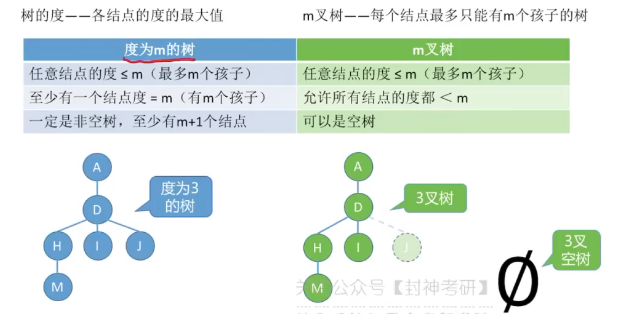 树的度——各结点的度的最大值
m叉树——每个结点最多只能有m个孩子的树
度为m的树
m叉树
任意结点的度 ≤ m（最多m个孩子）
任意结点的度 ≤ m（最多m个孩子）
至少有一个结点度 = m（有m个孩子）
允许所有结点的度都 ＜ m
一定是非空树，至少有m+1个结点
可以是空树
A
D
H
I
J
M
度为3
的树
A
D
H
I
J
M
3叉树
∅
3叉
空树
公众号【封神考研】